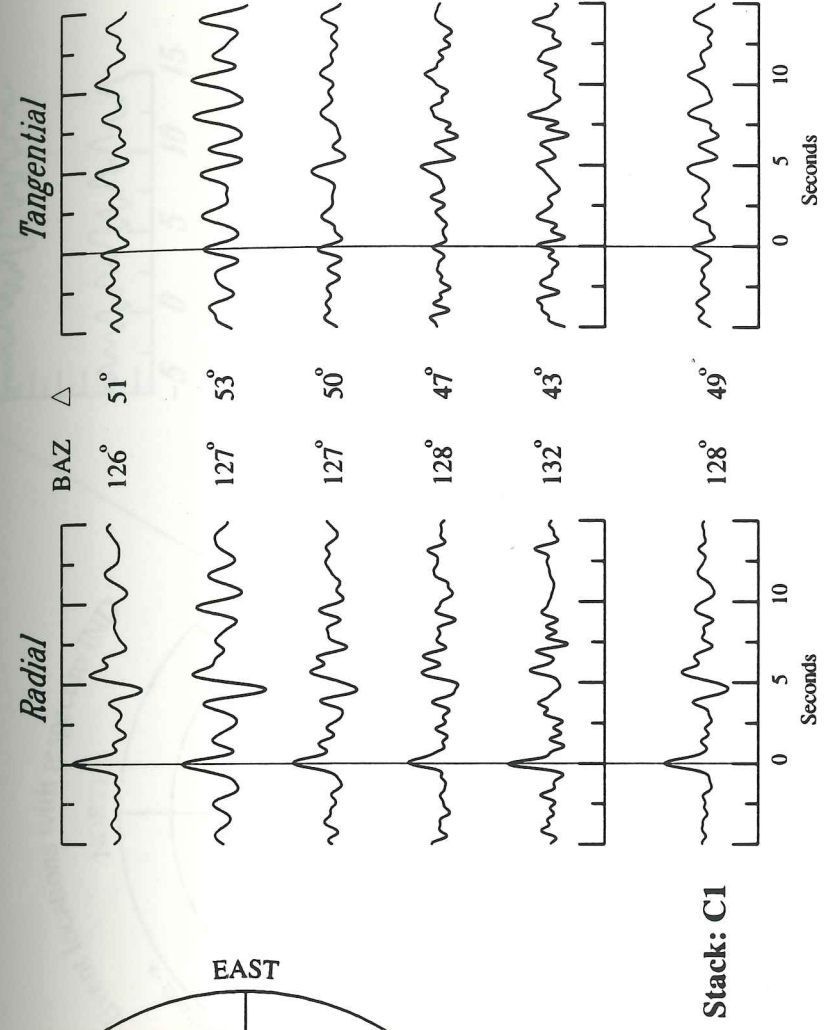 Radial
BAZ △
Tangential
126° 51°
127° 53°
127° 50°
128° 47°
132° 43°
128° 49°
0 5 10
Seconds
0 5 10
Seconds
EAST
Stack: C1